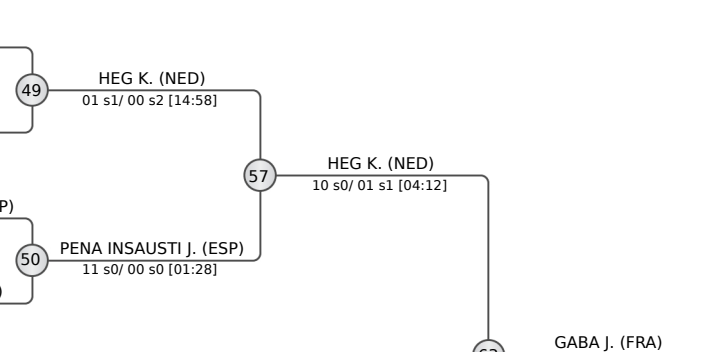 HEG K. (NED)
49
01 s1/ 00 s2 [14:58]
HEG K. (NED)
57
10 s0/ 01 s1 [04:12]
P)
PENA INSAUSTI J. (ESP)
50
11 s0/ 00 s0 [01:28]
)
GABA J. (FRA)